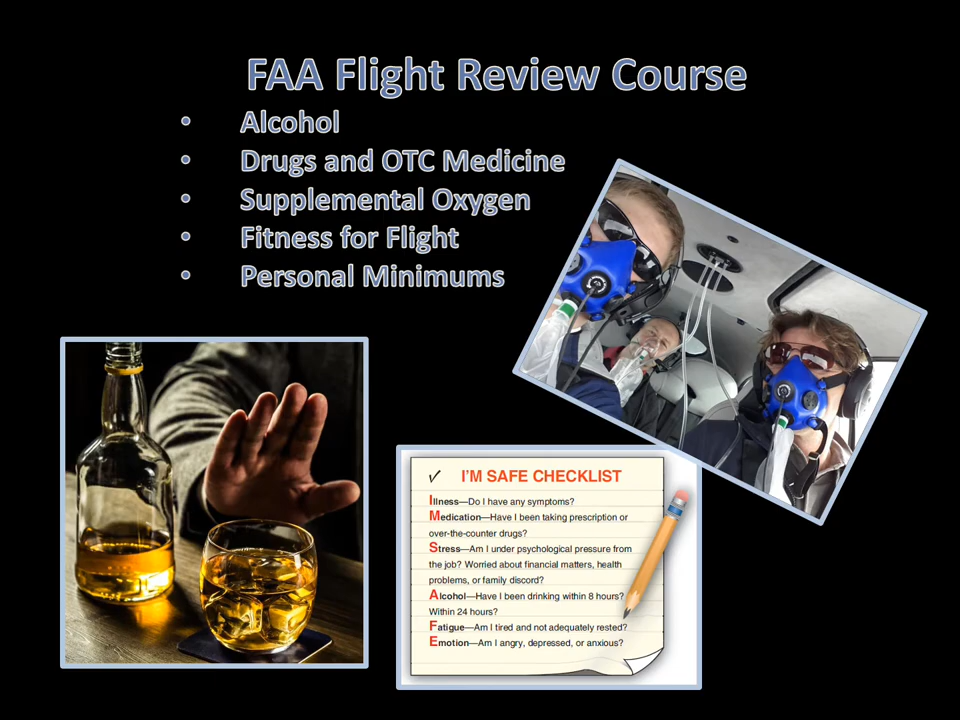 FAA Flight Review Course
• Alcohol
• Drugs and OTC Medicine
• Supplemental Oxygen
• Fitness for Flight
• Personal Minimums
✓ I'M SAFE CHECKLIST
Illness—Do I have any symptoms?
Medication—Have I been taking prescription or
over-the-counter drugs?
Stress—Am I under psychological pressure from
the job? Worried about financial matters, health
problems, or family discord?
Alcohol—Have I been drinking within 8 hours?
Within 24 hours?
Fatigue—Am I tired and not adequately rested?
Emotion—Am I angry, depressed, or anxious?